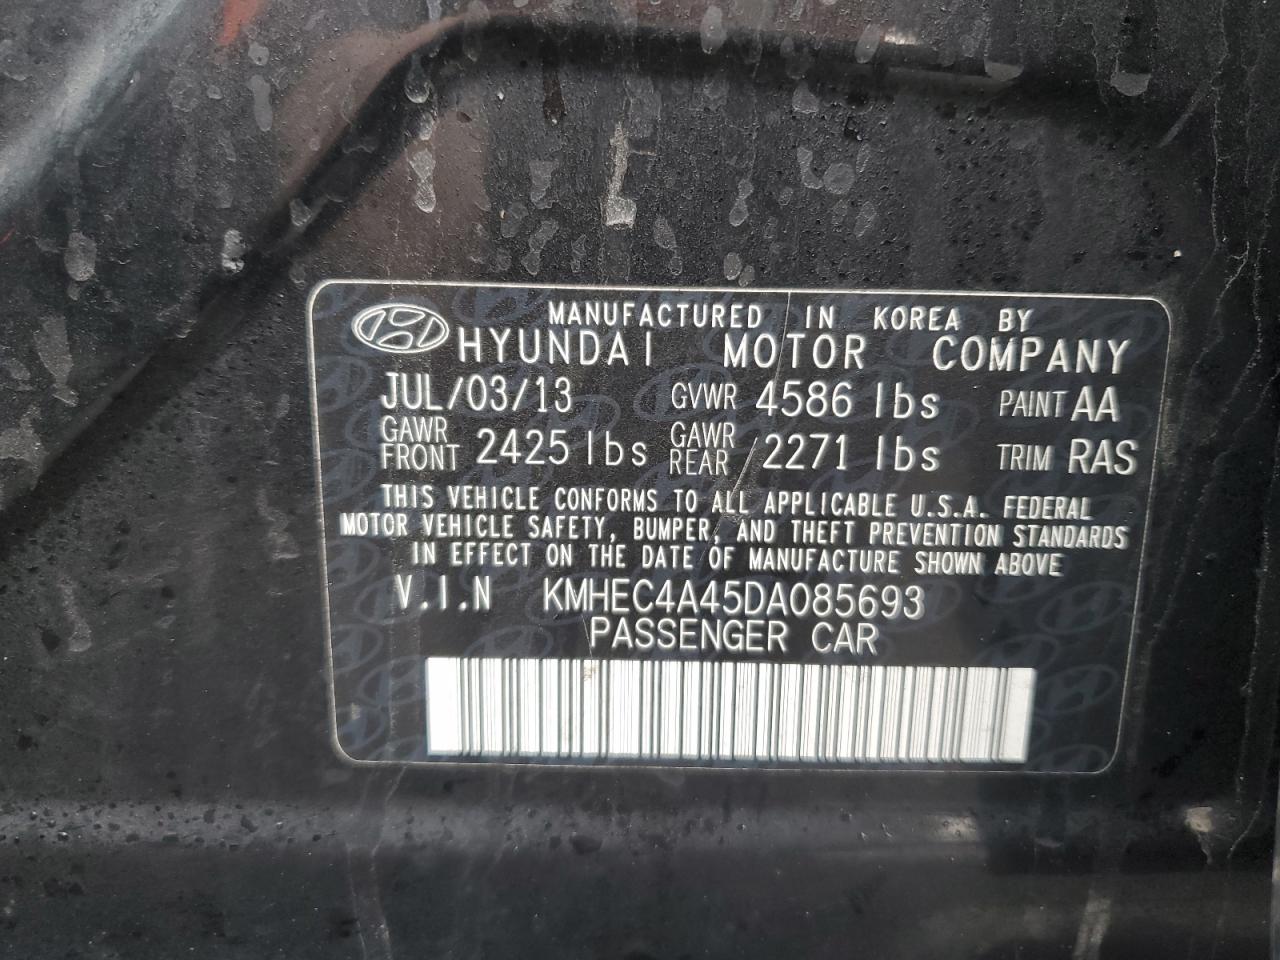 MANUFACTURED IN KOREA BY
HYUNDAI MOTOR COMPANY
JUL/03/13 GVWR 4586 lbs PAINT AA
GAWR FRONT 2425 lbs GAWR REAR 2271 lbs TRIM RAS
THIS VEHICLE CONFORMS TO ALL APPLICABLE U.S.A. FEDERAL
MOTOR VEHICLE SAFETY, BUMPER, AND THEFT PREVENTION STANDARDS
IN EFFECT ON THE DATE OF MANUFACTURE SHOWN ABOVE
V.I.N KMHEC4A45DA085693
PASSENGER CAR